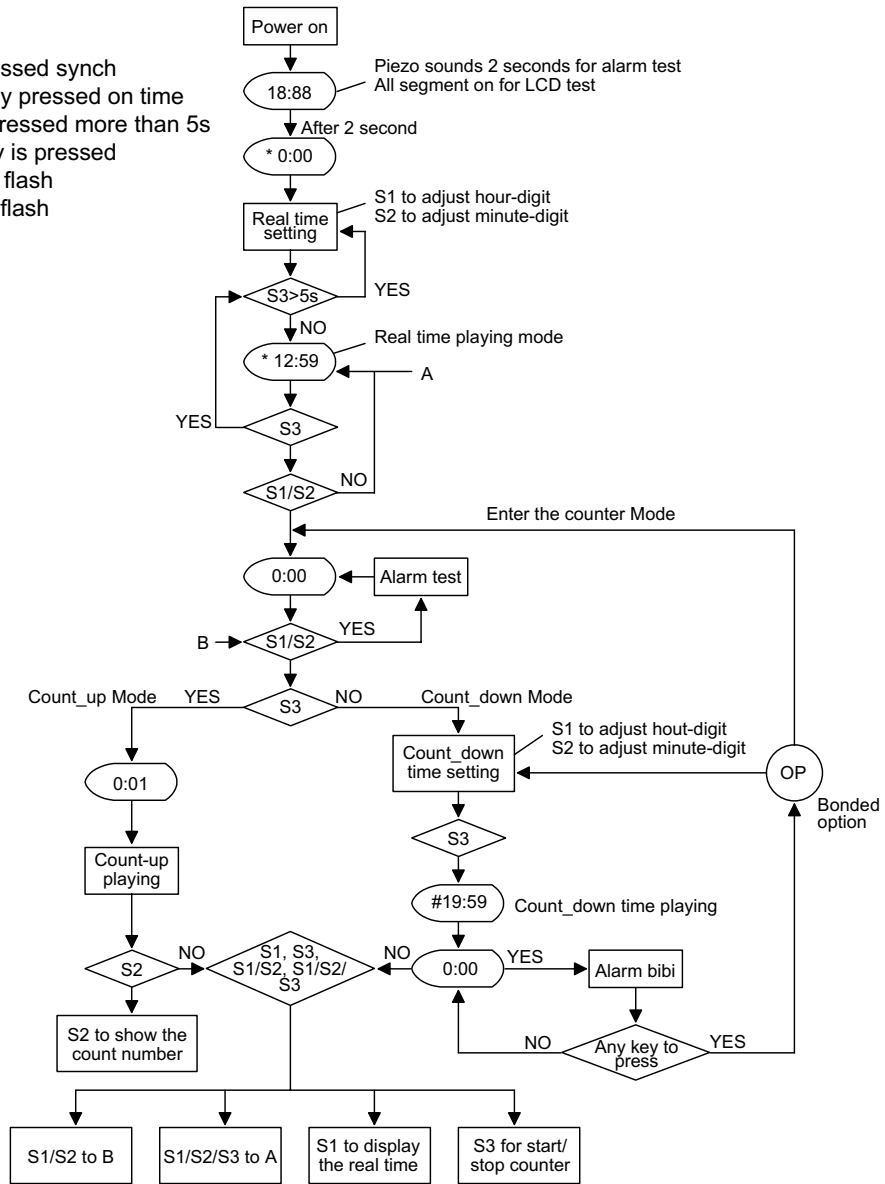 Power on
ssed synch
y pressed on time
ressed more than 5s
y is pressed
flash
flash
18:88
Piezo sounds 2 seconds for alarm test
All segment on for LCD test
After 2 second
* 0:00
Real time
setting
S1 to adjust hour-digit
S2 to adjust minute-digit
S3>5s
YES
NO
* 12:59
Real time playing mode
A
YES
S3
S1/S2
NO
Enter the counter Mode
0:00
Alarm test
B
S1/S2
YES
Count_up Mode
YES
S3
NO
Count_down Mode
0:01
Count_down
time setting
S1 to adjust hout-digit
S2 to adjust minute-digit
OP
Bonded
option
Count-up
playing
S3
#19:59
Count_down time playing
S2
NO
S1, S3,
S1/S2, S1/S2/
S3
NO
0:00
YES
Alarm bibi
S2 to show the
count number
NO
Any key to
press
YES
S1/S2 to B
S1/S2/S3 to A
S1 to display
the real time
S3 for start/
stop counter